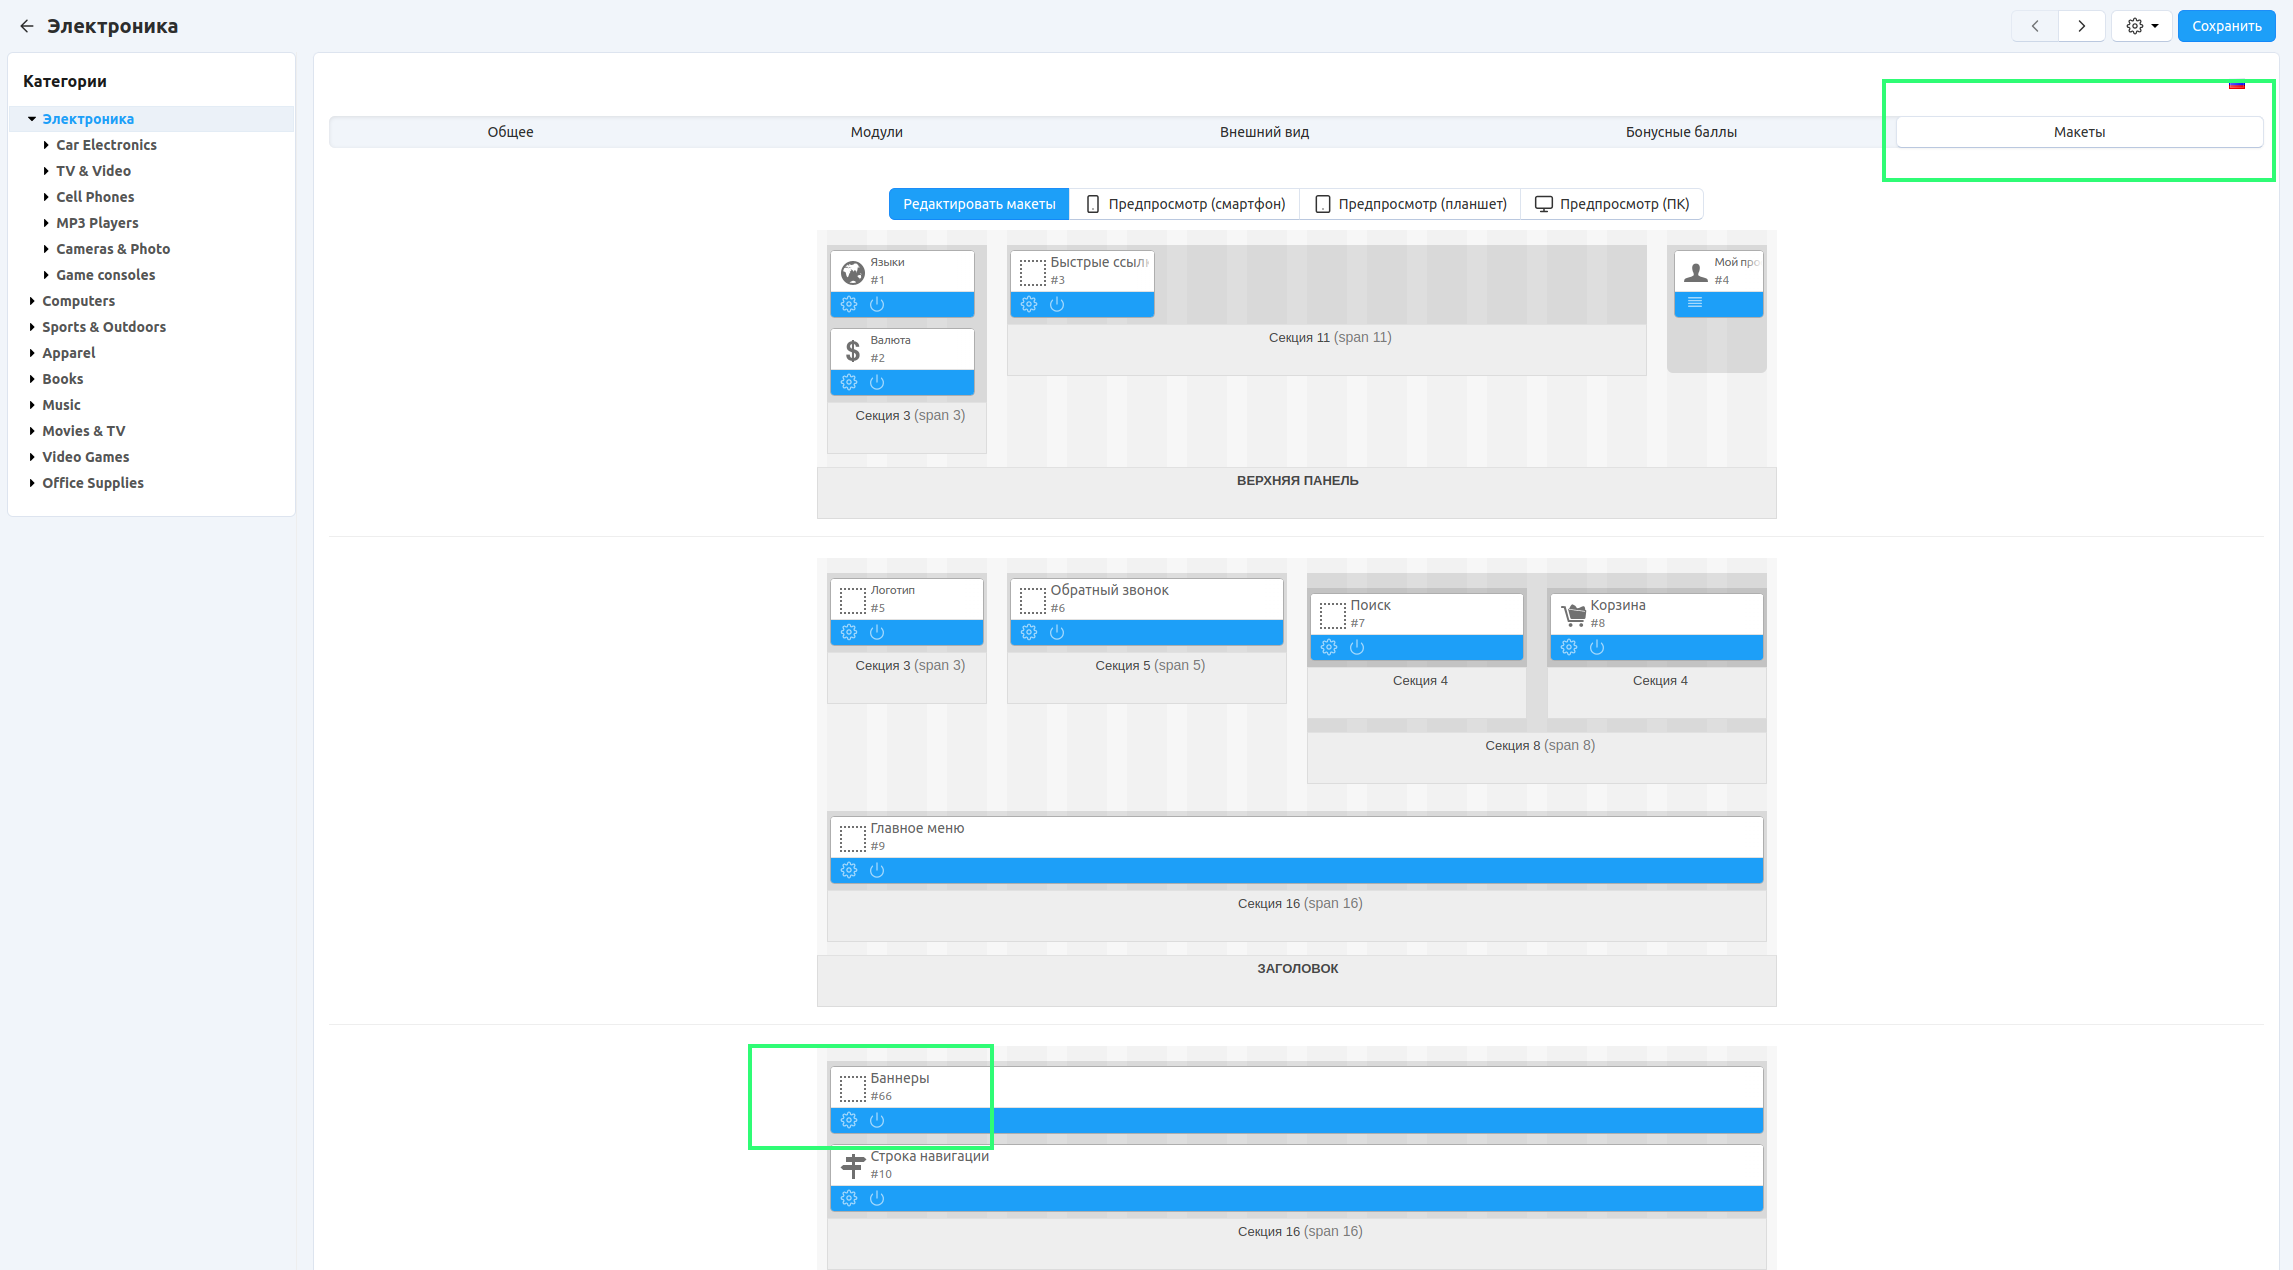 Электроника
Сохранить
Категории
Электроника
Car Electronics
TV & Video
Cell Phones
MP3 Players
Cameras & Photo
Game consoles
Computers
Sports & Outdoors
Apparel
Books
Music
Movies & TV
Video Games
Office Supplies
Общее
Модули
Внешний вид
Бонусные баллы
Макеты
Редактировать макеты
Предпросмотр (смартфон)
Предпросмотр (планшет)
Предпросмотр (ПК)
Языки
#1
Валюта
#2
Секция 3 (span 3)
Быстрые
#3
Секция 11 (span 11)
Мой
#4
ВЕРХНЯЯ ПАНЕЛЬ
Логотип
#5
Секция 3 (span 3)
Обратный звонок
#6
Секция 5 (span 5)
Поиск
#7
Секция 4
Корзина
#8
Секция 4
Секция 8 (span 8)
Главное меню
#9
Секция 16 (span 16)
ЗАГОЛОВОК
Баннеры
#66
Строка навигации
#10
Секция 16 (span 16)